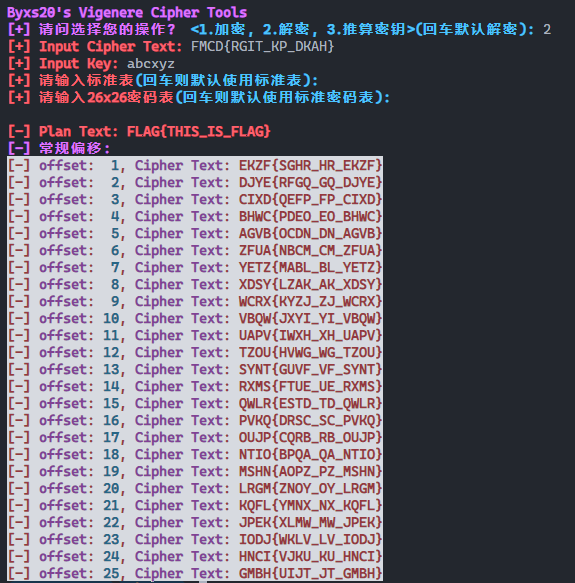 Byxs20's Vigenere Cipher Tools
[+] 请问选择您的操作? <1.加密, 2.解密, 3.推算密钥>(回车默认解密): 2
[+] Input Cipher Text: FMCD{RGIT_KP_DKAH}
[+] Input Key: abcxyz
[+] 请输入标准表(回车则默认使用标准表):
[+] 请输入26x26密码表(回车则默认使用标准密码表):
[-] Plan Text: FLAG{THIS_IS_FLAG}
[-] 常规偏移:
[-] offset:  1, Cipher Text: EKZF{SGHR_HR_EKZF}
[-] offset:  2, Cipher Text: DJYE{RFGQ_GQ_DJYE}
[-] offset:  3, Cipher Text: CIXD{QEFP_FP_CIXD}
[-] offset:  4, Cipher Text: BHWC{PDEO_EO_BHWC}
[-] offset:  5, Cipher Text: AGVB{OCDN_DN_AGVB}
[-] offset:  6, Cipher Text: ZFUA{NBCM_CM_ZFUA}
[-] offset:  7, Cipher Text: YETZ{MABL_BL_YETZ}
[-] offset:  8, Cipher Text: XDSY{LZAK_AK_XDSY}
[-] offset:  9, Cipher Text: WCRX{KYZJ_ZJ_WCRX}
[-] offset: 10, Cipher Text: VBQW{JXYI_YI_VBQW}
[-] offset: 11, Cipher Text: UAPV{IWXH_XH_UAPV}
[-] offset: 12, Cipher Text: TZOU{HVWG_WG_TZOU}
[-] offset: 13, Cipher Text: SYNT{GUVF_VF_SYNT}
[-] offset: 14, Cipher Text: RXMS{FTUE_UE_RXMS}
[-] offset: 15, Cipher Text: QWLR{ESTD_TD_QWLR}
[-] offset: 16, Cipher Text: PVKQ{DRSC_SC_PVKQ}
[-] offset: 17, Cipher Text: OUJP{CQRB_RB_OUJP}
[-] offset: 18, Cipher Text: NTIO{BPQA_QA_NTIO}
[-] offset: 19, Cipher Text: MSHN{AOPZ_PZ_MSHN}
[-] offset: 20, Cipher Text: LRGM{ZNOY_OY_LRGM}
[-] offset: 21, Cipher Text: KQFL{YMNX_NX_KQFL}
[-] offset: 22, Cipher Text: JPEK{XLMW_MW_JPEK}
[-] offset: 23, Cipher Text: IODJ{WKLV_LV_IODJ}
[-] offset: 24, Cipher Text: HNCI{VJKU_KU_HNCI}
[-] offset: 25, Cipher Text: GMBH{UIJT_JT_GMBH}